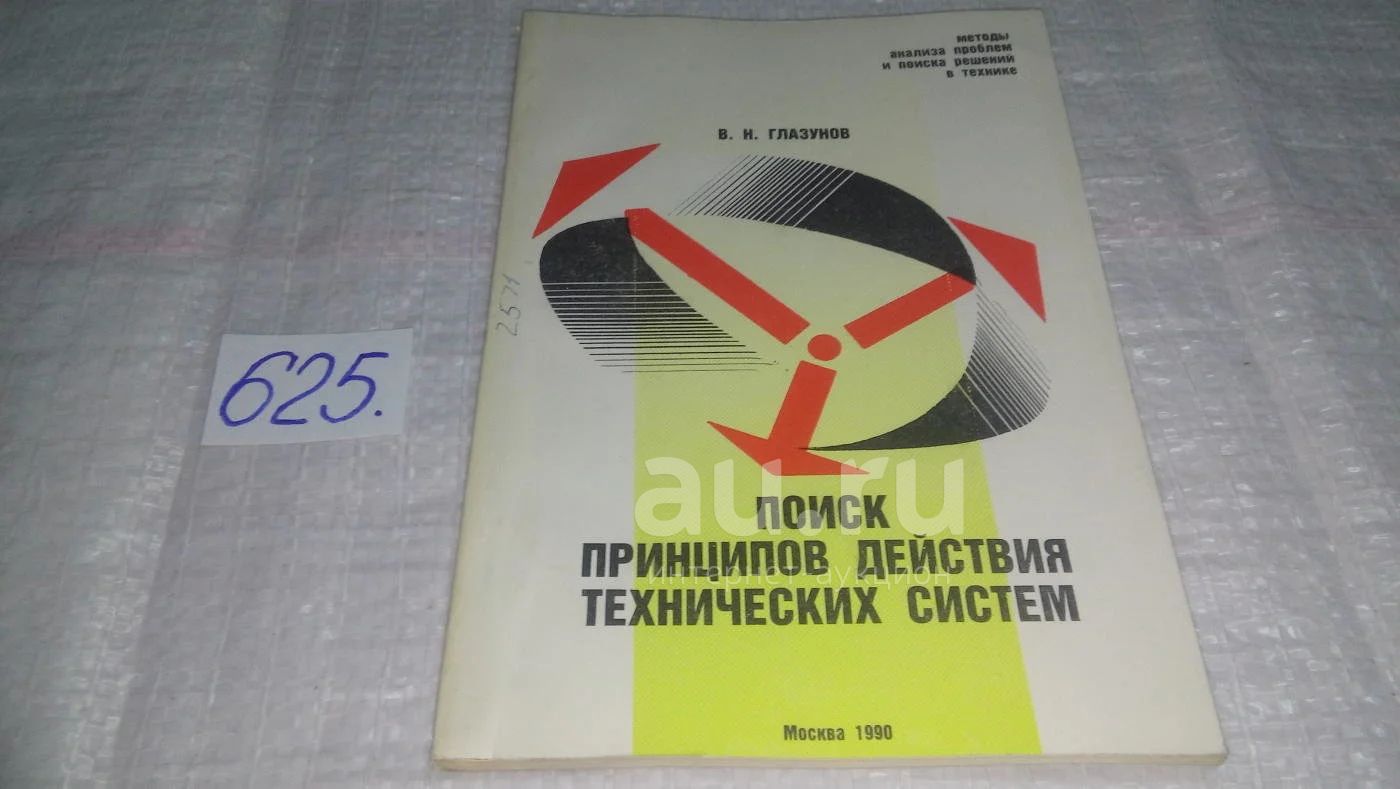 методы
анализа проблем
и поиска решений
в технике
В. Н. ГЛАЗУНОВ
2571
625.
au.ru
интернет аукцион
ПОИСК
ПРИНЦИПОВ ДЕЙСТВИЯ
ТЕХНИЧЕСКИХ СИСТЕМ
Москва 1990